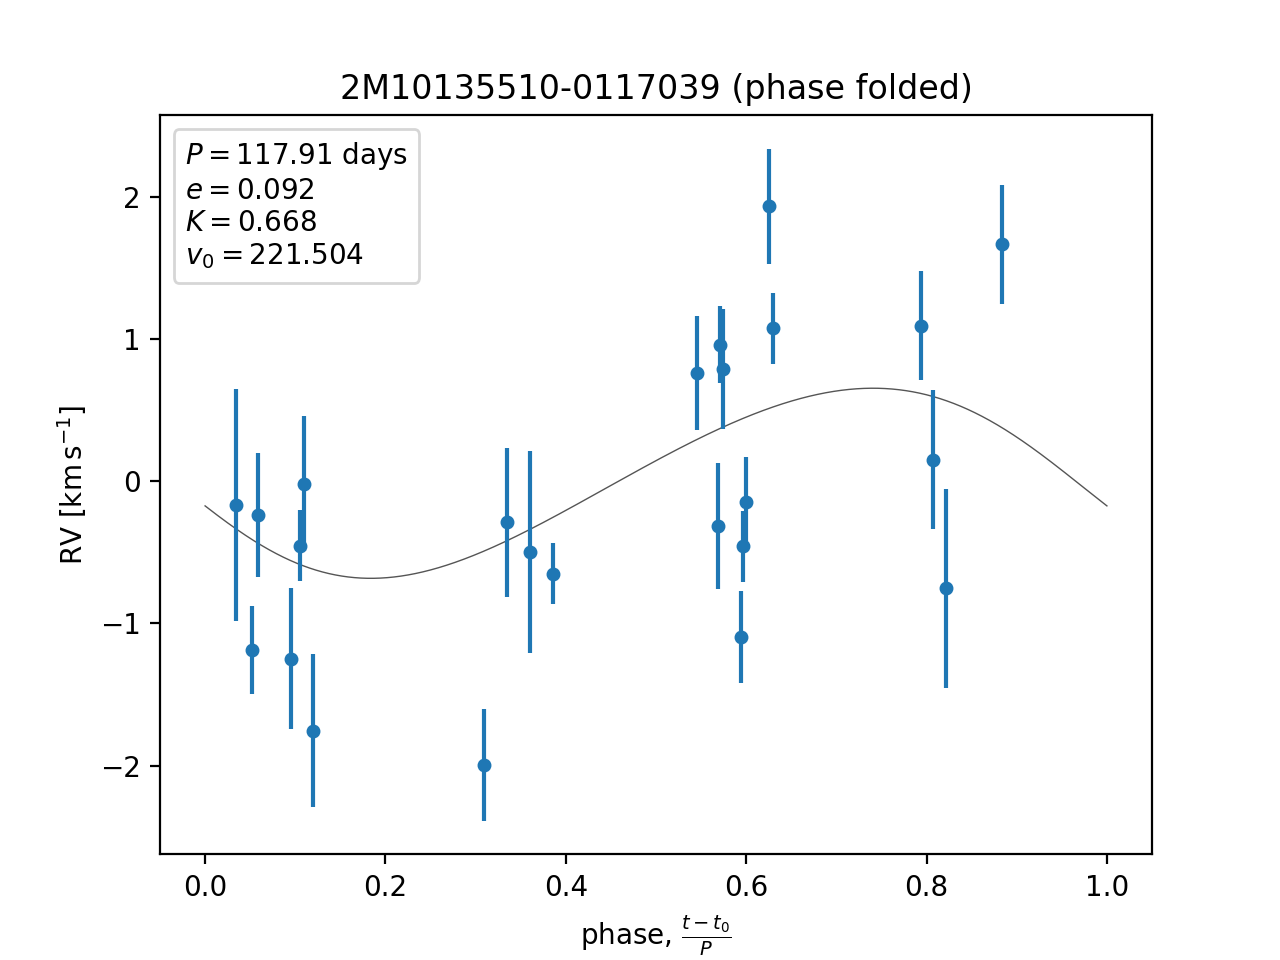 2M10135510-0117039 (phase folded)
P = 117.91 days
e = 0.092
K = 0.668
v₀ = 221.504
2
1
0
−1
−2
RV [km s⁻¹]
0.0 0.2 0.4 0.6 0.8 1.0
phase, (t − t₀)/P